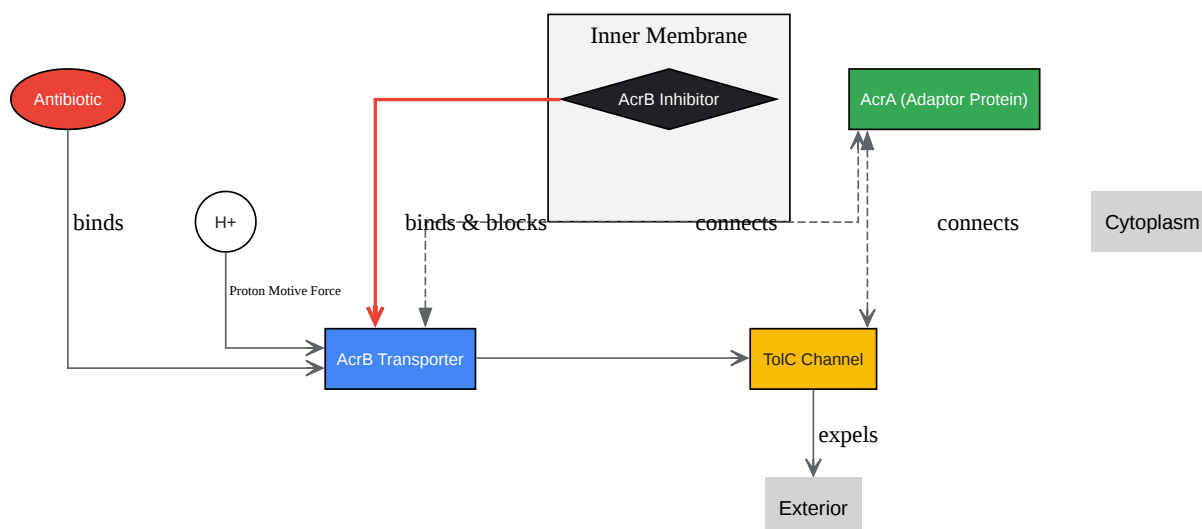 Inner Membrane
Antibiotic
AcrB Inhibitor
AcrA (Adaptor Protein)
binds
H+
binds & blocks
connects
connects
Cytoplasm
Proton Motive Force
AcrB Transporter
TolC Channel
expels
Exterior